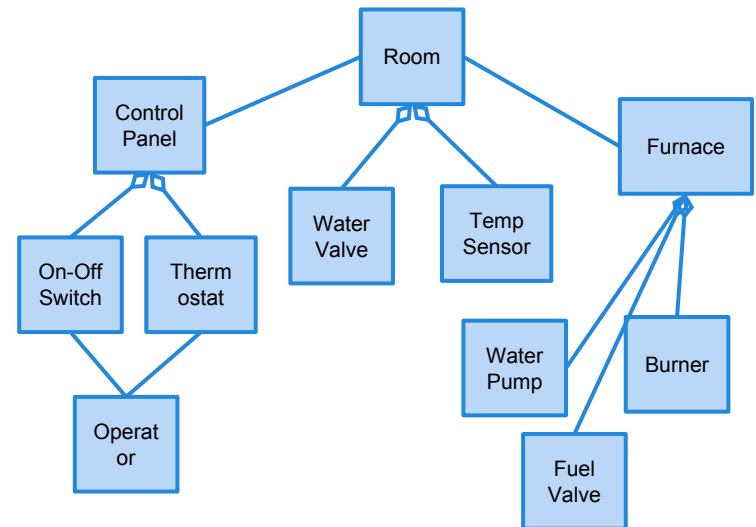 Room
Control
Panel
Furnace
Water
Valve
Temp
Sensor
On-Off
Switch
Therm
ostat
Water
Pump
Burner
Operat
or
Fuel
Valve